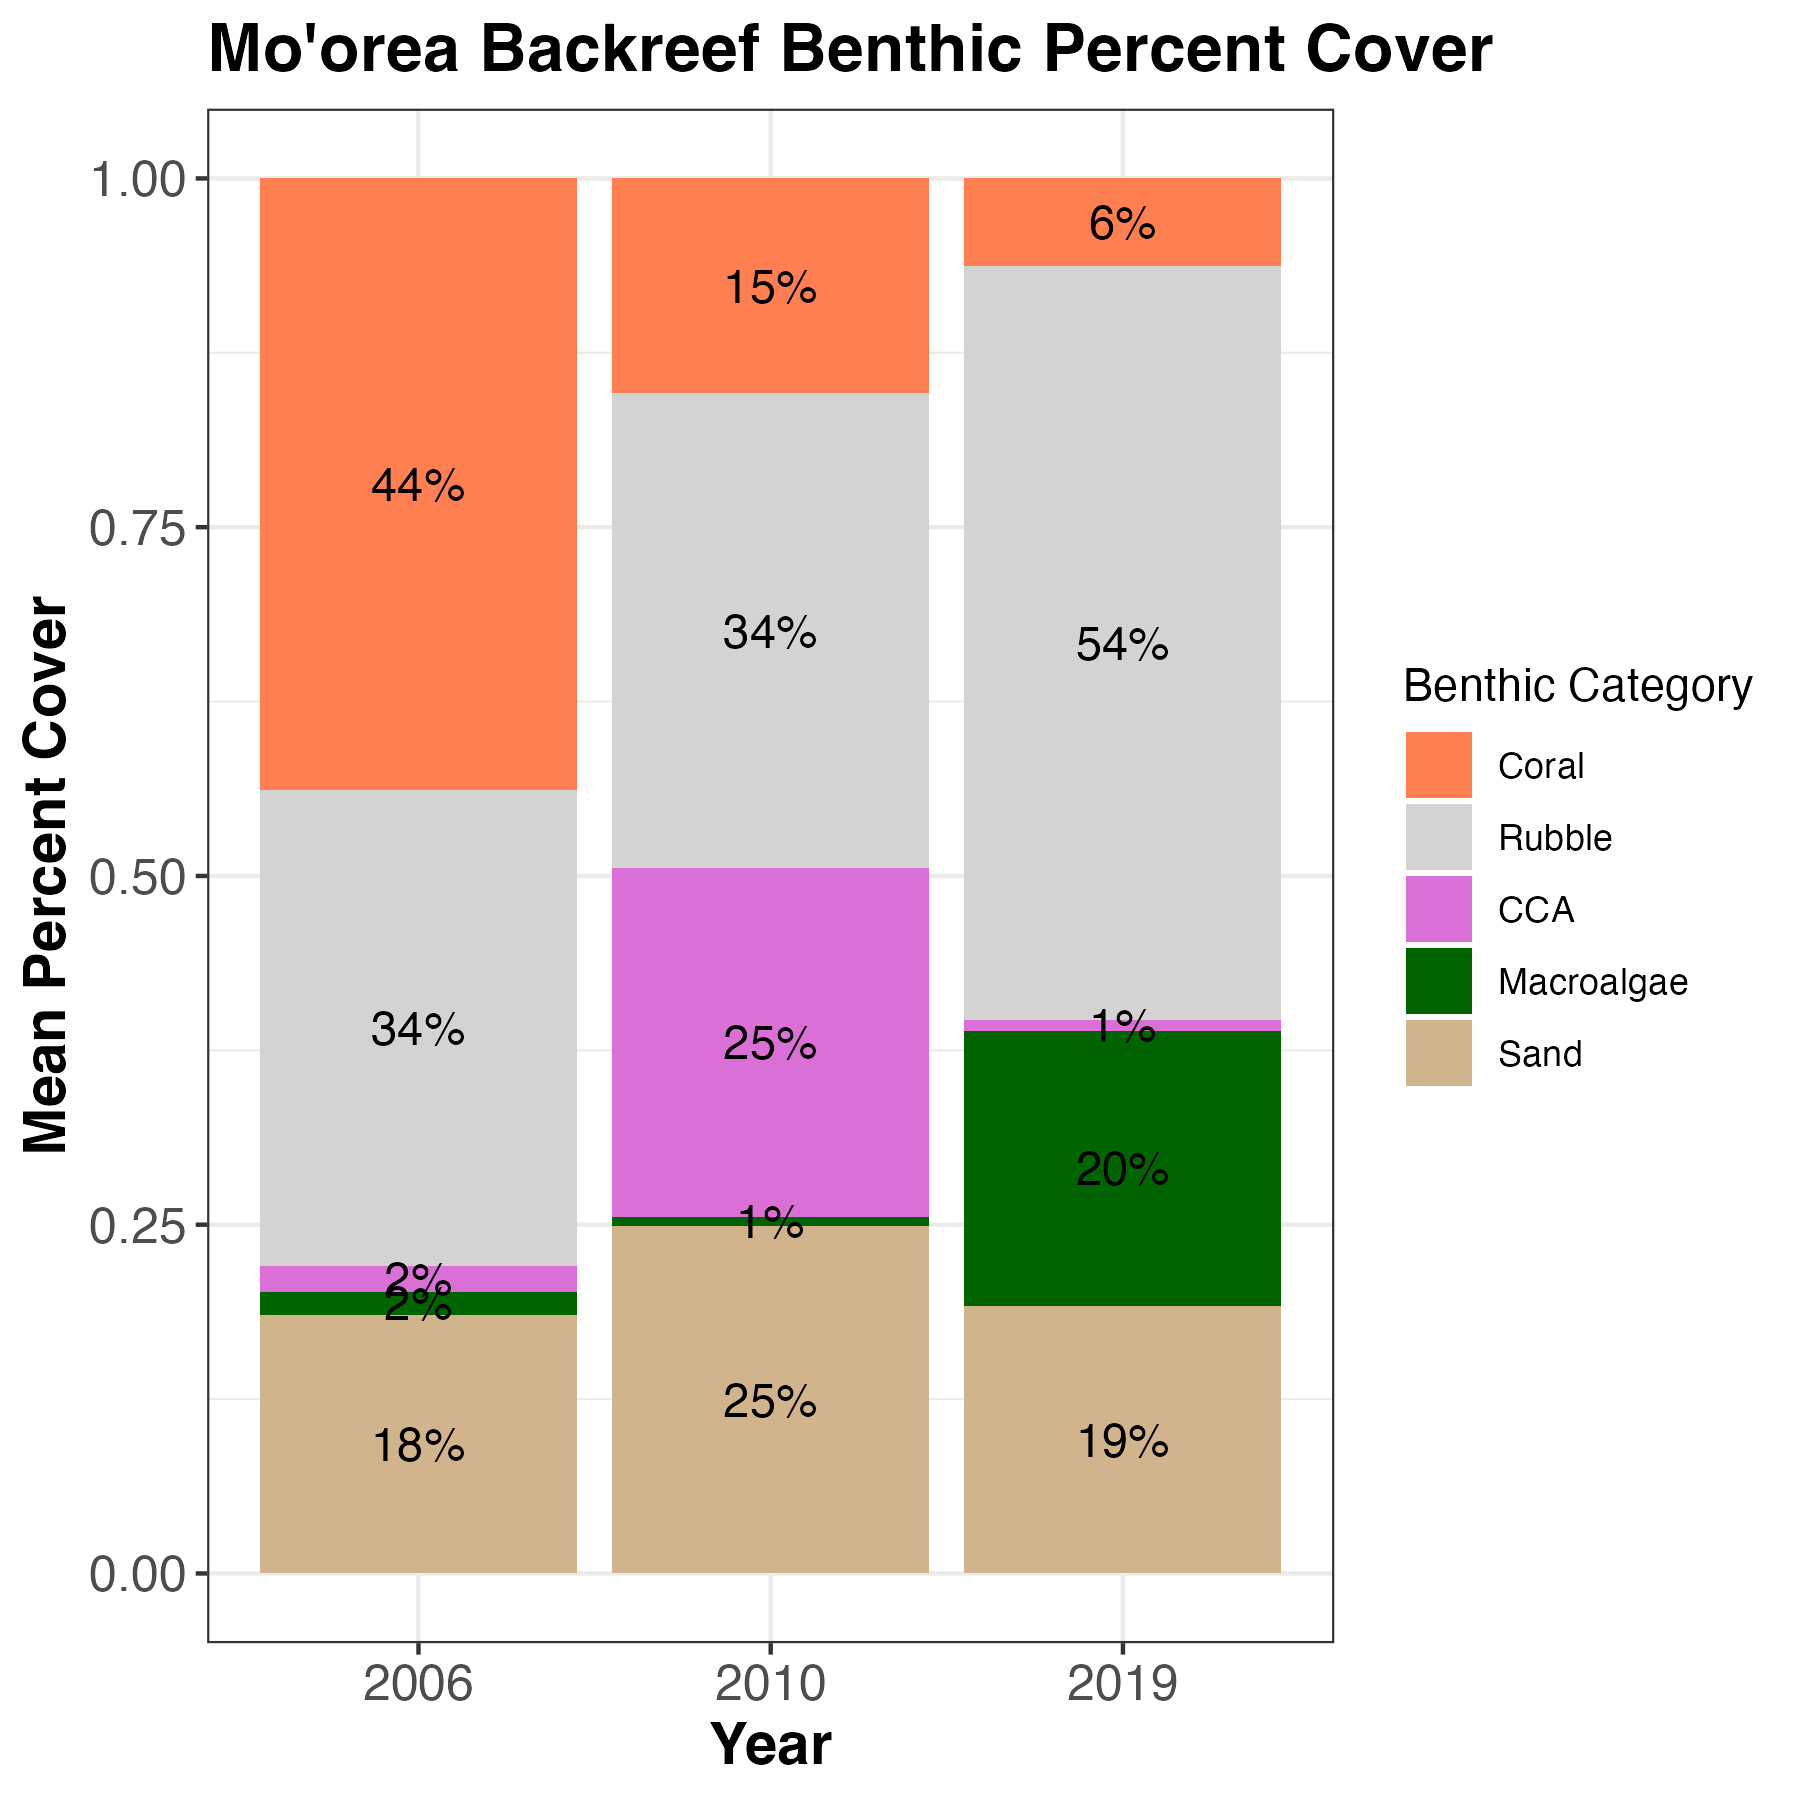 Mo'orea Backreef Benthic Percent Cover
Mean Percent Cover
1.00
0.75
0.50
0.25
0.00
44%
34%
2%
2%
18%
15%
34%
25%
1%
25%
6%
54%
1%
20%
19%
2006 2010 2019
Year
Benthic Category
Coral
Rubble
CCA
Macroalgae
Sand